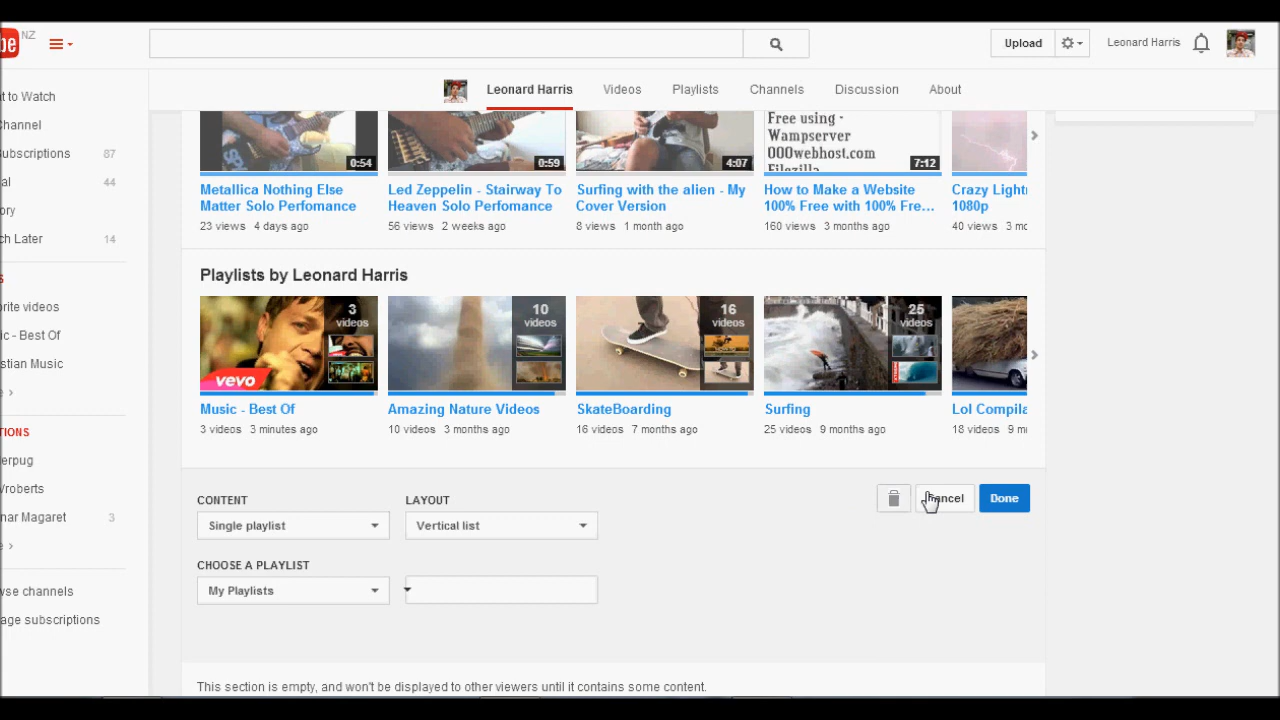 be NZ
Upload
Leonard Harris
Leonard Harris
Videos
Playlists
Channels
Discussion
About
t to Watch
Channel
ubscriptions 87
al 44
ory
ch Later 14
S
rite videos
ic - Best Of
stian Music
e >
TIONS
erpug
Vroberts
nar Magaret 3
e >
wse channels
age subscriptions
0:54
Metallica Nothing Else
Matter Solo Perfomance
23 views 4 days ago
0:59
Led Zeppelin - Stairway To
Heaven Solo Perfomance
56 views 2 weeks ago
4:07
Surfing with the alien - My
Cover Version
8 views 1 month ago
Free using -
Wampserver
000webhost.com
Filezilla
7:12
How to Make a Website
100% Free with 100% Fre...
160 views 3 months ago
Crazy Lightn
1080p
40 views 3 mo
Playlists by Leonard Harris
3
videos
vevo
Music - Best Of
3 videos 3 minutes ago
10
videos
Amazing Nature Videos
10 videos 3 months ago
16
videos
SkateBoarding
16 videos 7 months ago
25
videos
Surfing
25 videos 9 months ago
Lol Compila
18 videos 9 m
CONTENT
Single playlist
LAYOUT
Vertical list
Cancel
Done
CHOOSE A PLAYLIST
My Playlists
This section is empty, and won't be displayed to other viewers until it contains some content.